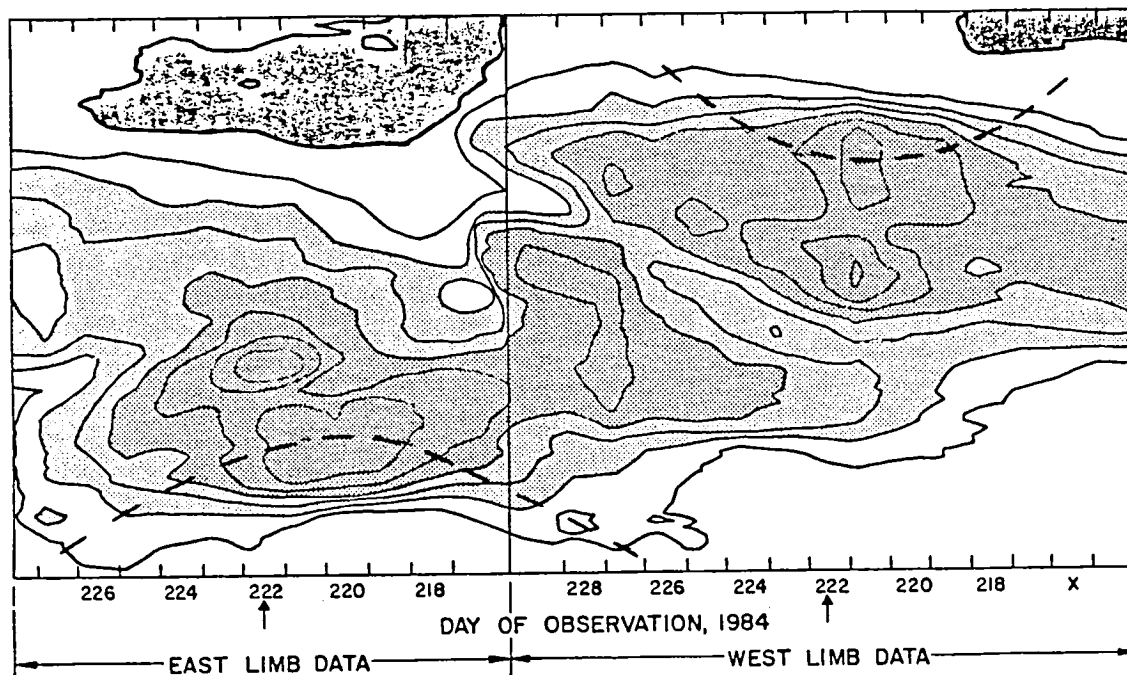 226 224 222 220 218 228 226 224 222 220 218 X
DAY OF OBSERVATION, 1984
EAST LIMB DATA WEST LIMB DATA